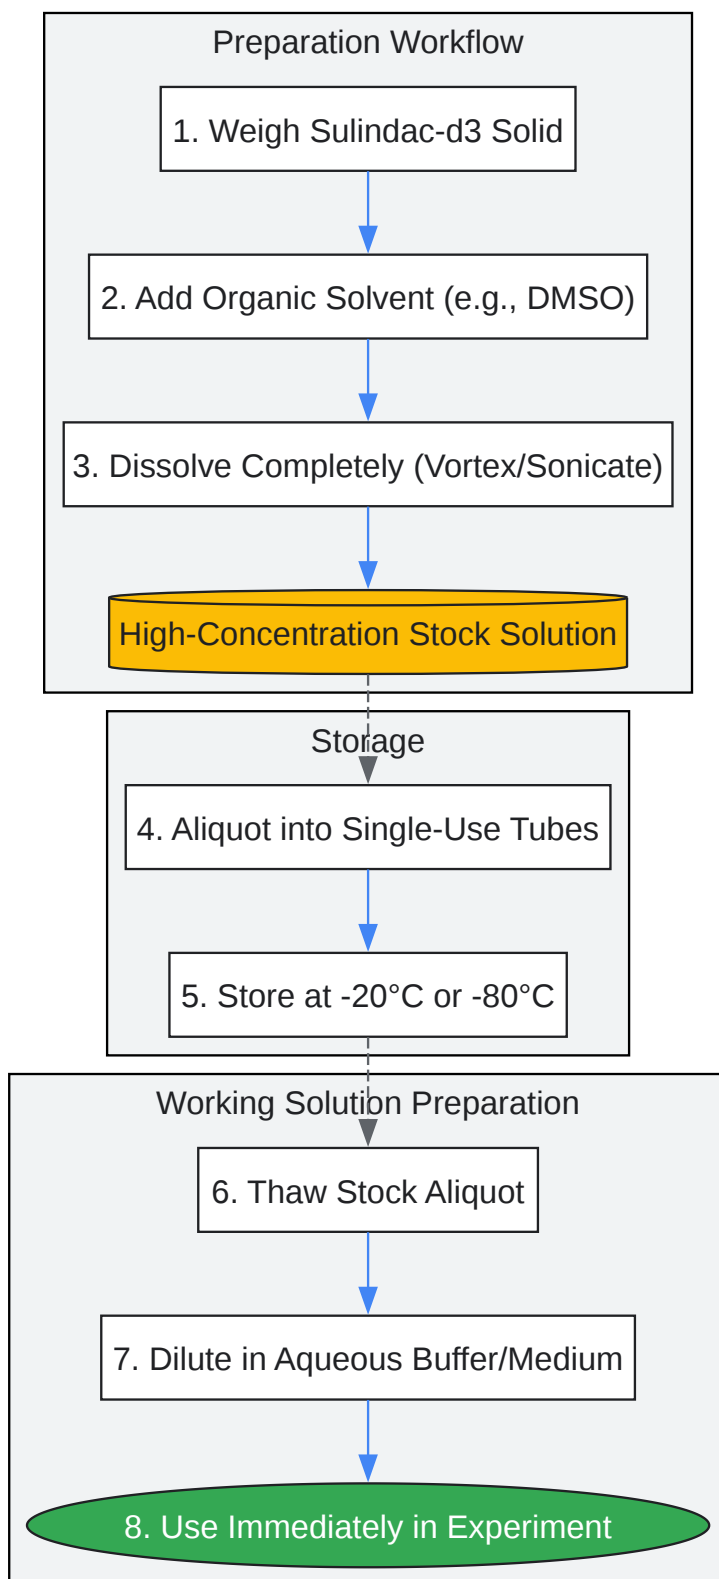 Preparation Workflow
1. Weigh Sulindac-d3 Solid
2. Add Organic Solvent (e.g., DMSO)
3. Dissolve Completely (Vortex/Sonicate)
High-Concentration Stock Solution
Storage
4. Aliquot into Single-Use Tubes
5. Store at -20°C or -80°C
Working Solution Preparation
6. Thaw Stock Aliquot
7. Dilute in Aqueous Buffer/Medium
8. Use Immediately in Experiment